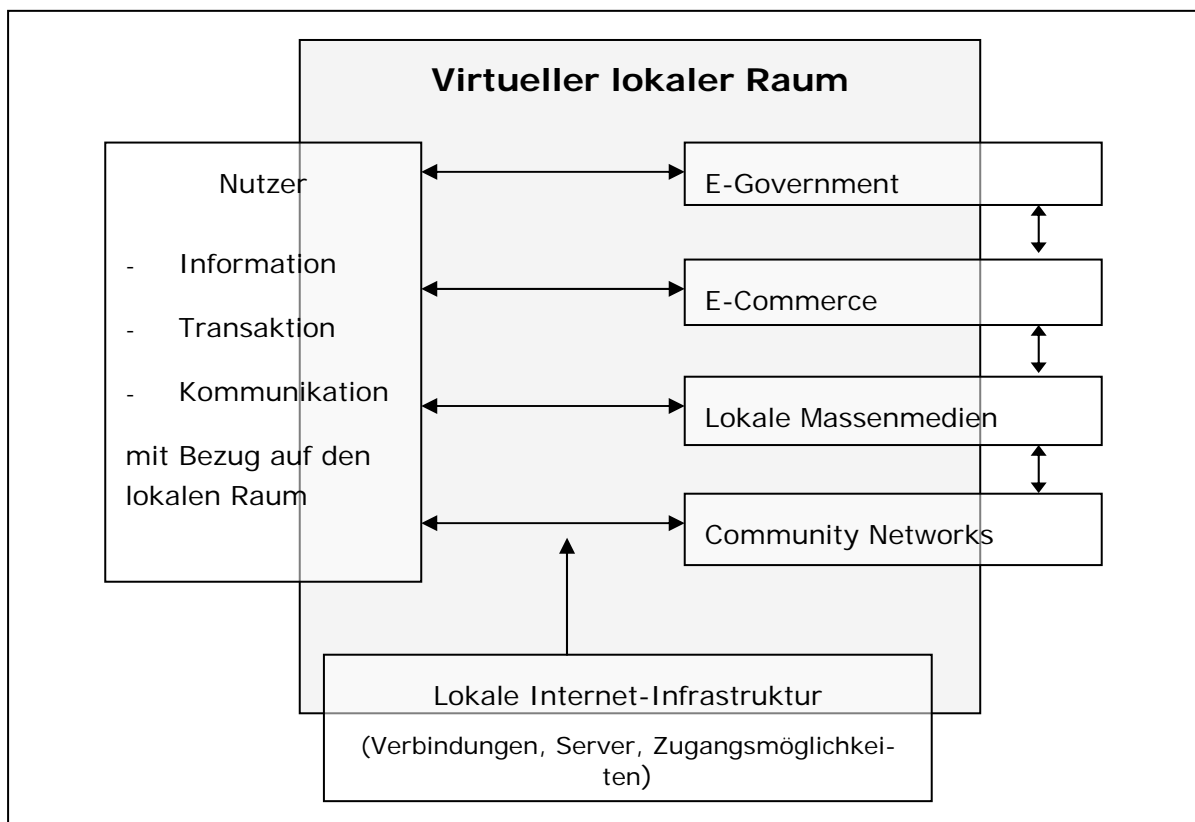 Virtueller lokaler Raum
Nutzer
- Information
- Transaktion
- Kommunikation
mit Bezug auf den
lokalen Raum
E-Government
E-Commerce
Lokale Massenmedien
Community Networks
Lokale Internet-Infrastruktur
(Verbindungen, Server, Zugangsmöglichkei-
ten)